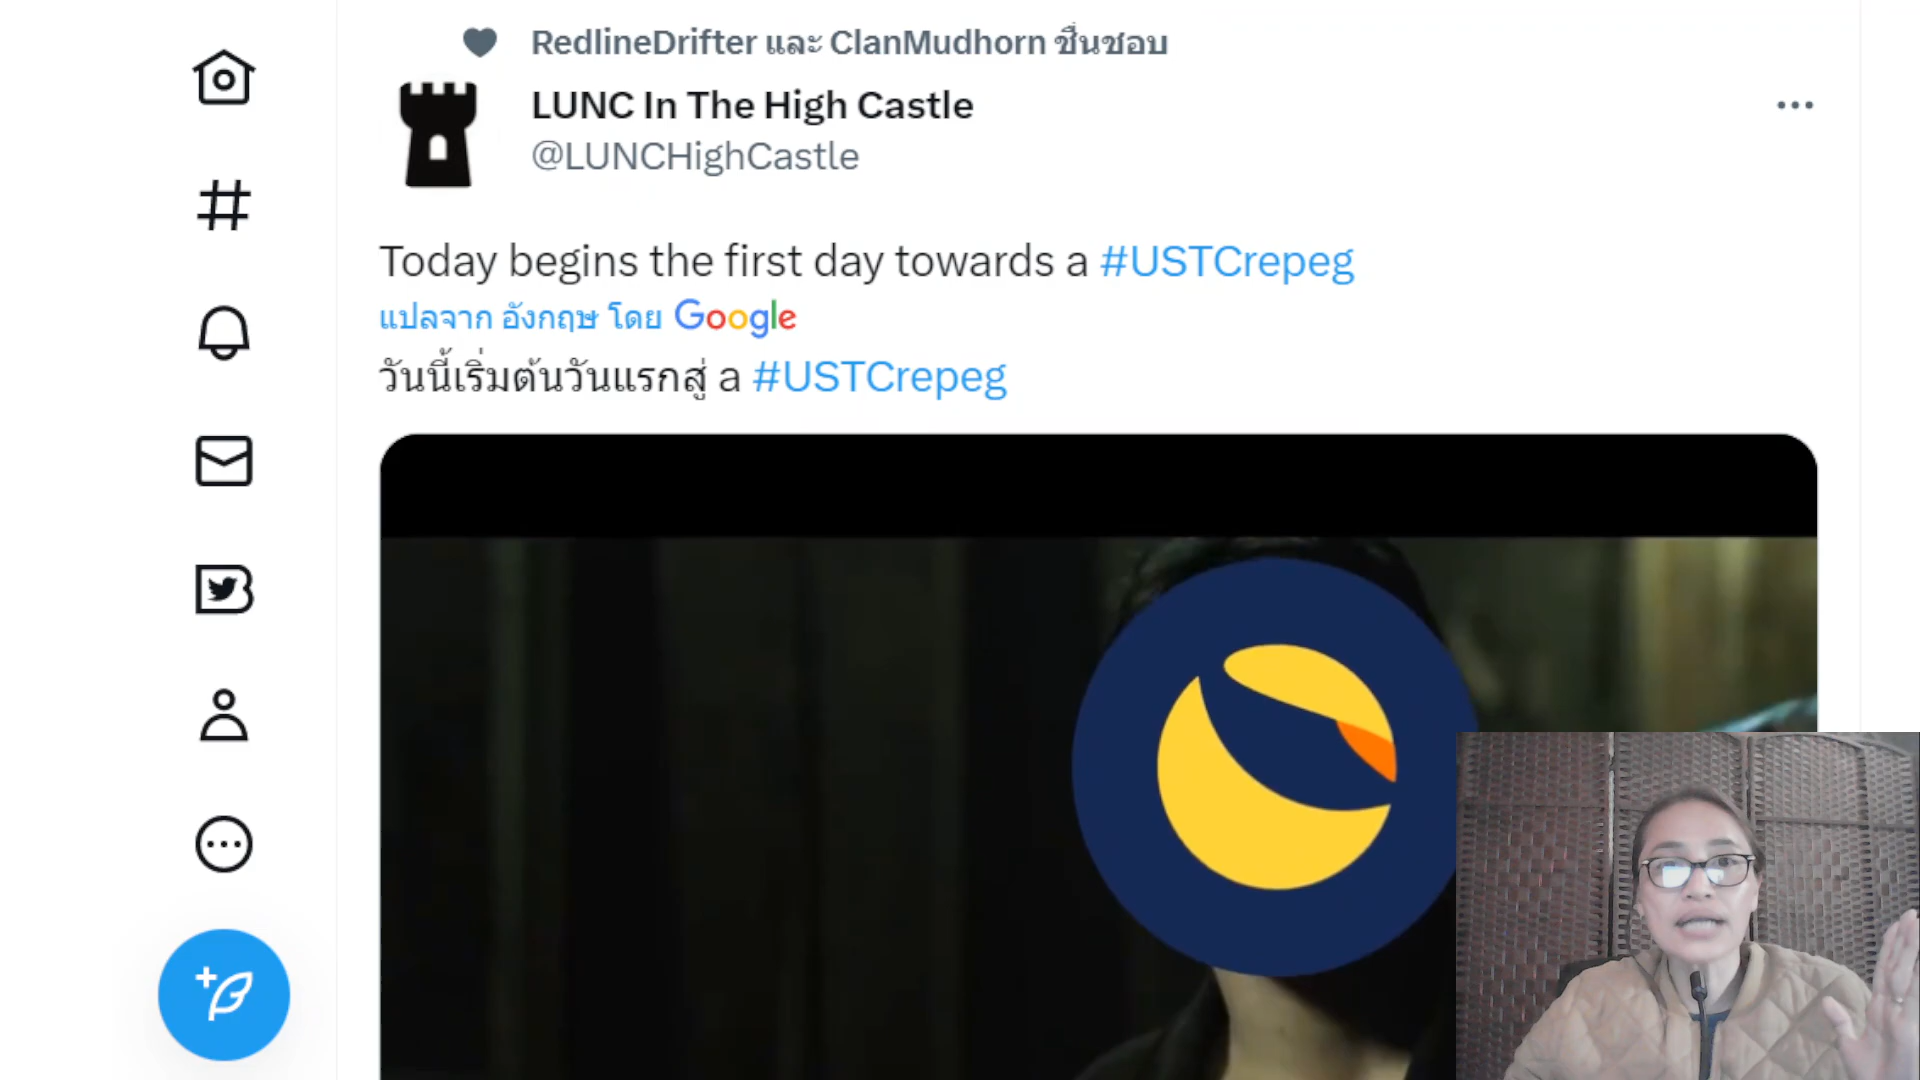 RedlineDrifter และ ClanMudhorn ชื่นชอบ
LUNC In The High Castle
@LUNCHighCastle
Today begins the first day towards a #USTCrepeg
แปลจาก อังกฤษ โดย Google
วันนี้เริ่มต้นวันแรกสู่ a #USTCrepeg